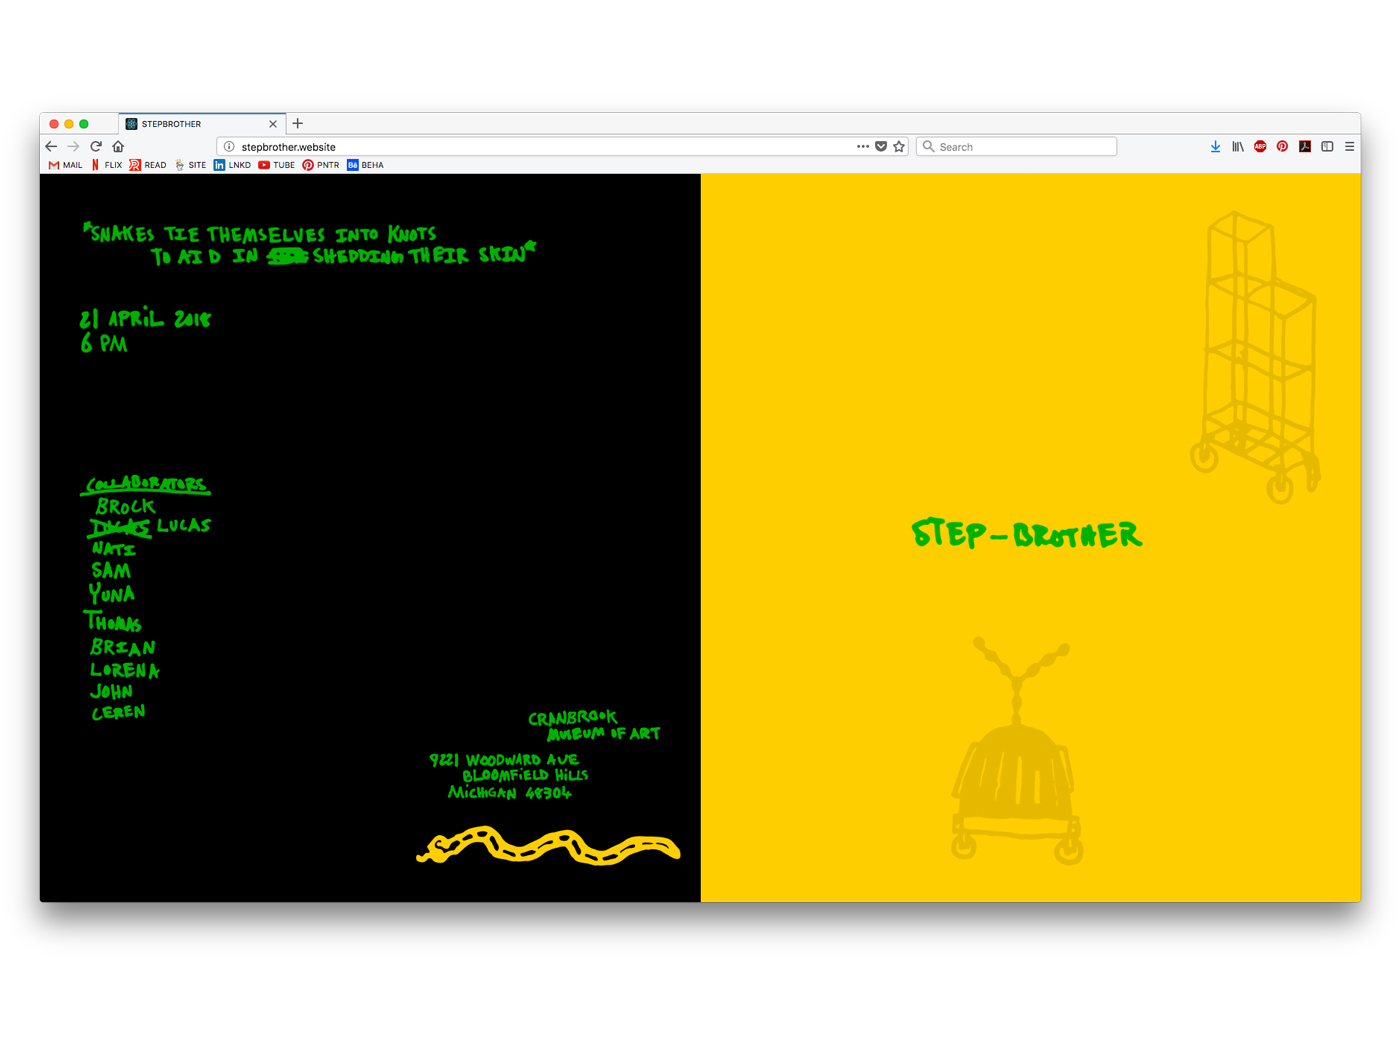 STEPBROTHER
stepbrother.website
Search
MAIL FLIX READ SITE LNKD TUBE PNTR BEHA
"SNAKES TIE THEMSELVES INTO KNOTS
TO AID IN SHEDDING THEIR SKIN"
21 APRIL 2018
6 PM
COLLABORATORS
BROCK
LUCAS
NATI
SAM
YUNA
THOMAS
BRIAN
LORENA
JOHN
CEREN
CRANBROOK
MUSEUM OF ART
9221 WOODWARD AVE
BLOOMFIELD HILLS
MICHIGAN 48304
STEP-BROTHER